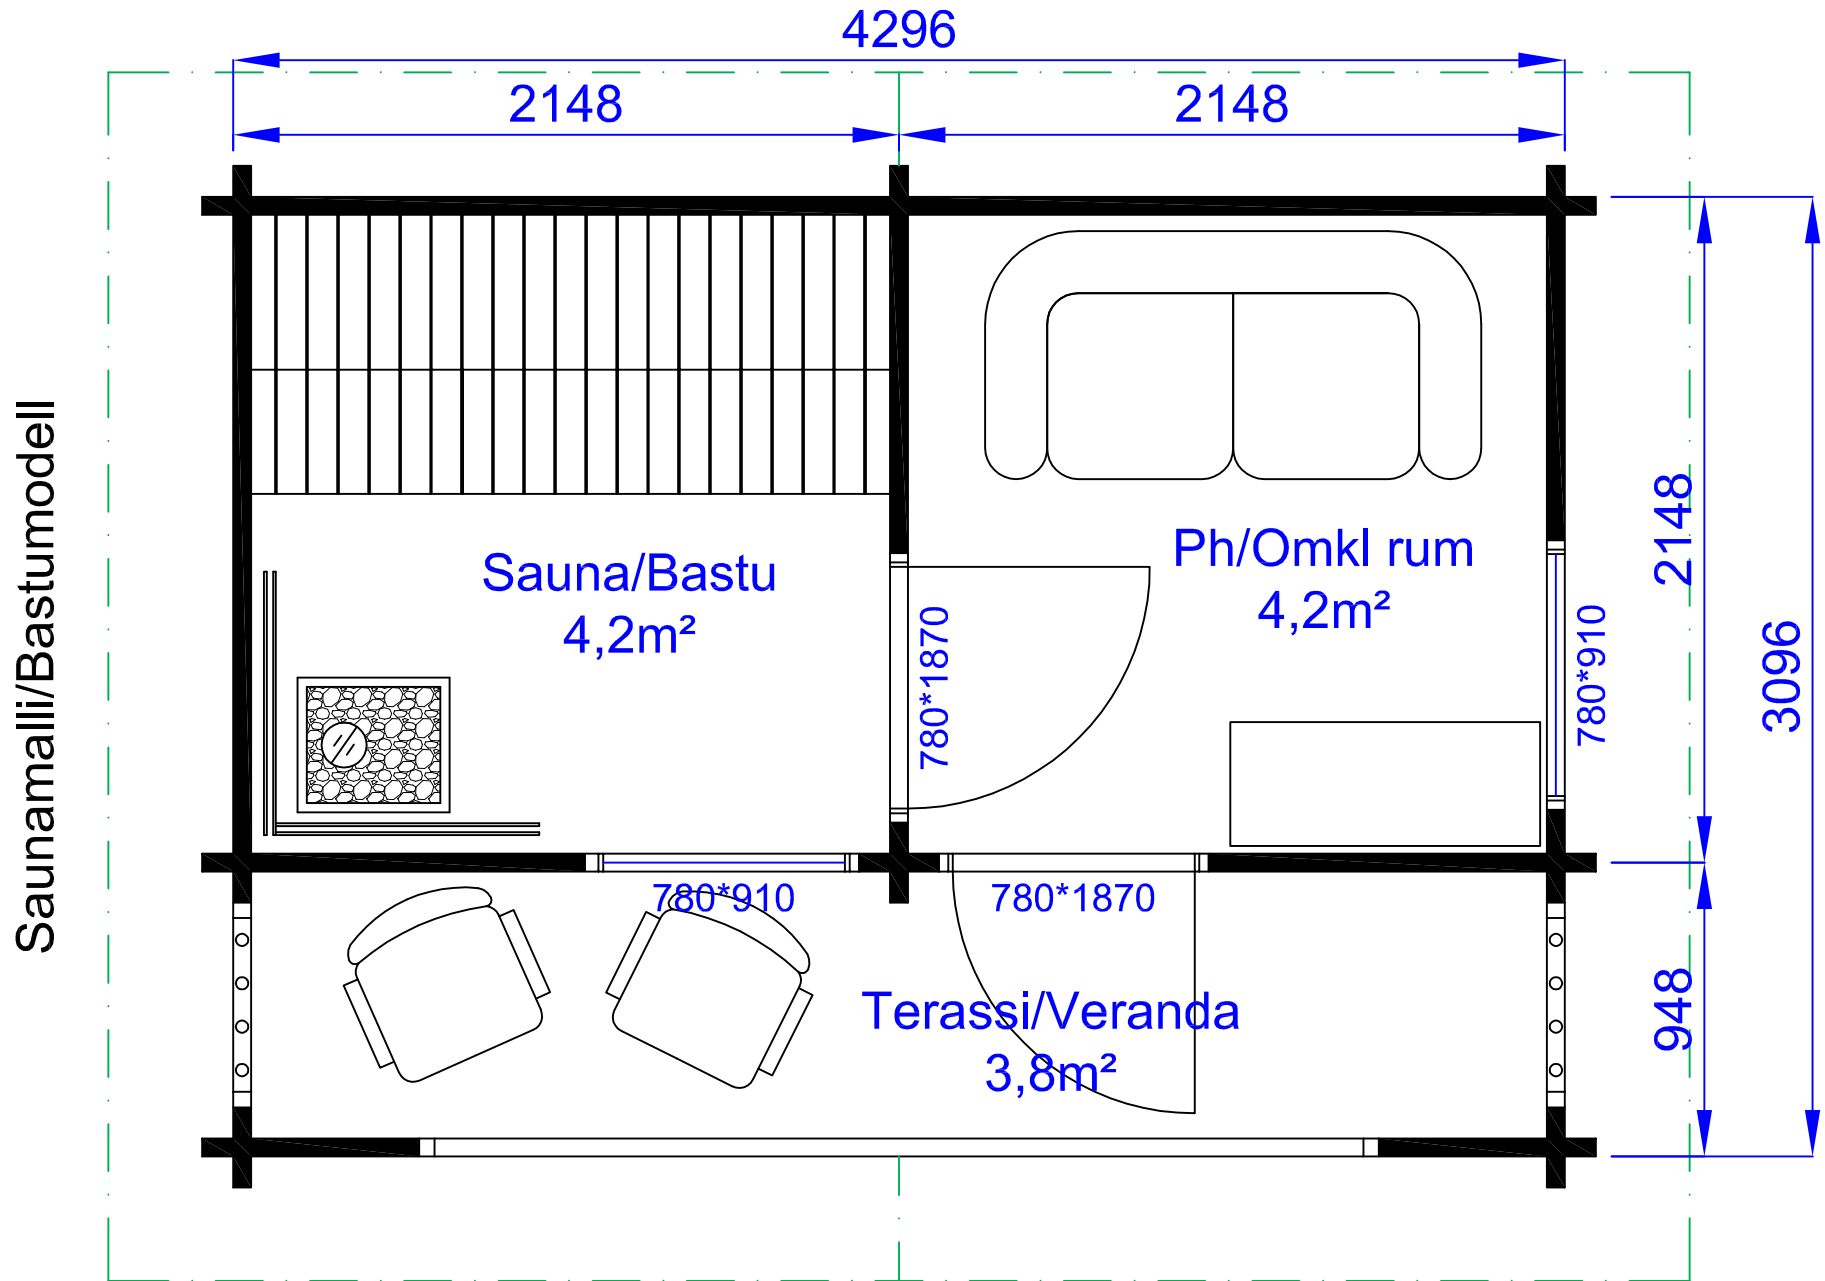 4296
2148
2148
Saunamalli/Bastumodell
Sauna/Bastu
4,2m²
Ph/Omkl rum
4,2m²
780*1870
780*910
2148
3096
780*910
780*1870
Terassi/Veranda
3,8m²
948